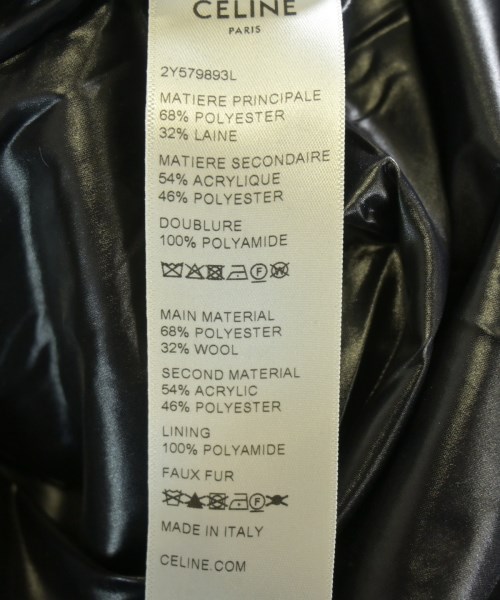 CELINE
PARIS
2Y579893L
MATIERE PRINCIPALE
68% POLYESTER
32% LAINE
MATIERE SECONDAIRE
54% ACRYLIQUE
46% POLYESTER
DOUBLURE
100% POLYAMIDE
F W
MAIN MATERIAL
68% POLYESTER
32% WOOL
SECOND MATERIAL
54% ACRYLIC
46% POLYESTER
LINING
100% POLYAMIDE
FAUX FUR
F
MADE IN ITALY
CELINE.COM